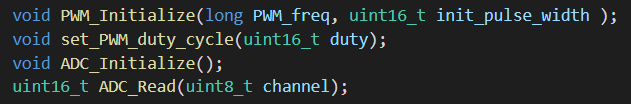 void PWM_Initialize(long PWM_freq, uint16_t init_pulse_width );
void set_PWM_duty_cycle(uint16_t duty);
void ADC_Initialize();
uint16_t ADC_Read(uint8_t channel);